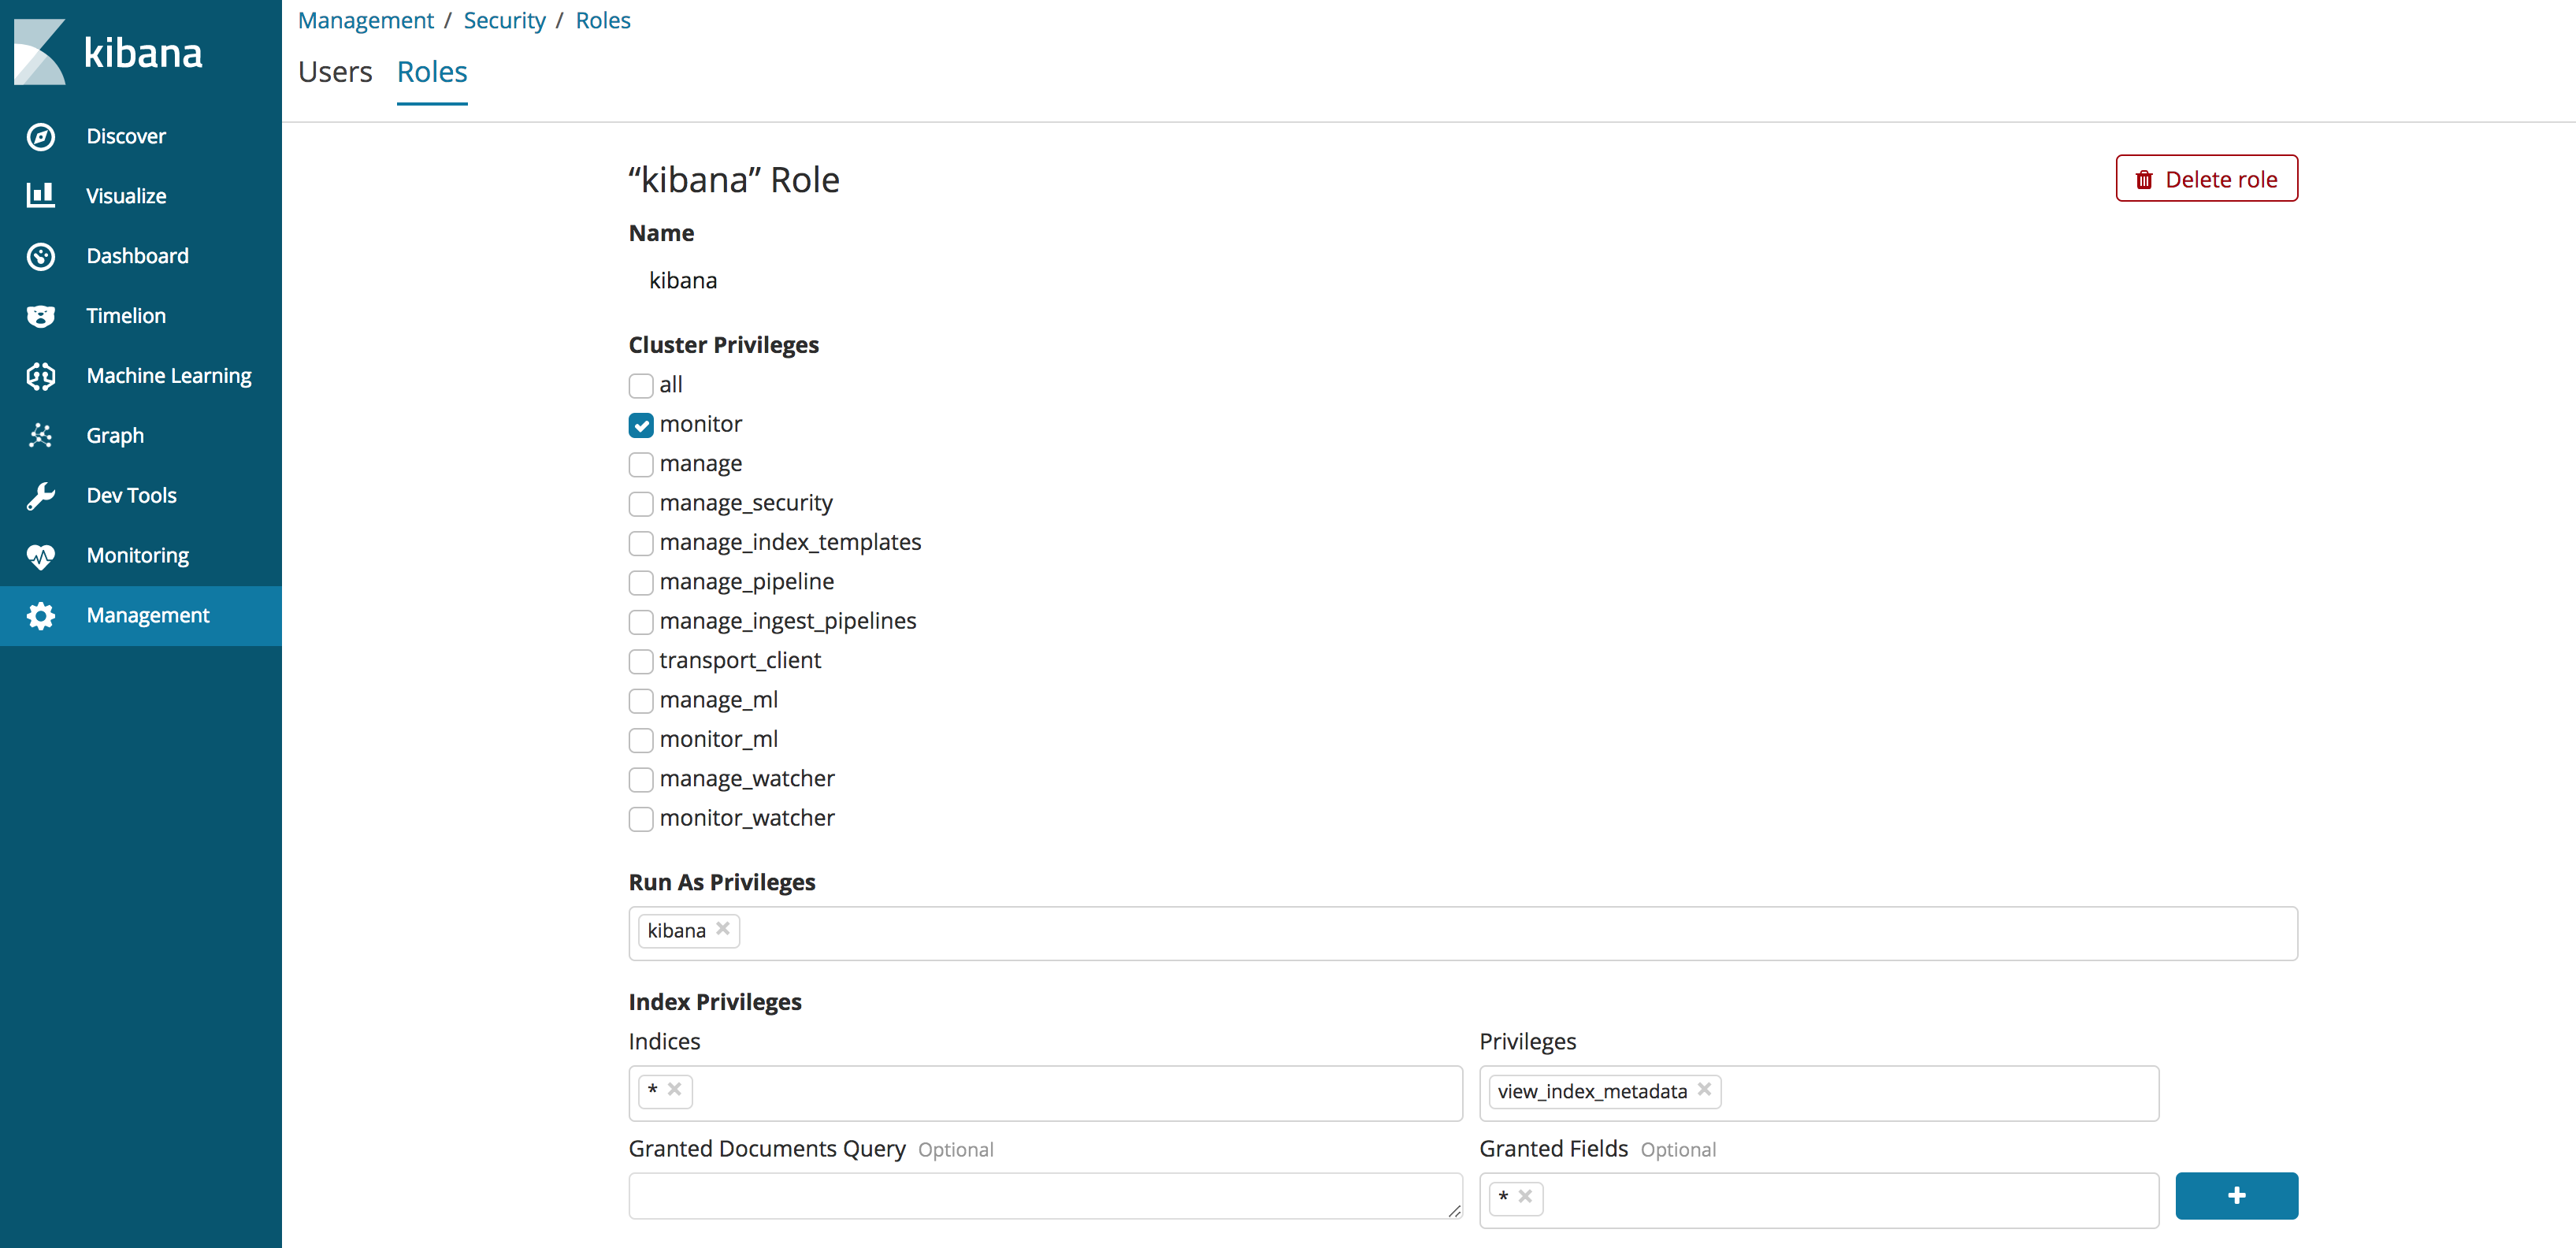 kibana
Discover
Visualize
Dashboard
Timelion
Machine Learning
Graph
Dev Tools
Monitoring
Management
Management / Security / Roles
Users Roles
“kibana” Role
Delete role
Name
kibana
Cluster Privileges
all
monitor
manage
manage_security
manage_index_templates
manage_pipeline
manage_ingest_pipelines
transport_client
manage_ml
monitor_ml
manage_watcher
monitor_watcher
Run As Privileges
kibana
Index Privileges
Indices Privileges
* view_index_metadata
Granted Documents Query Optional Granted Fields Optional
*